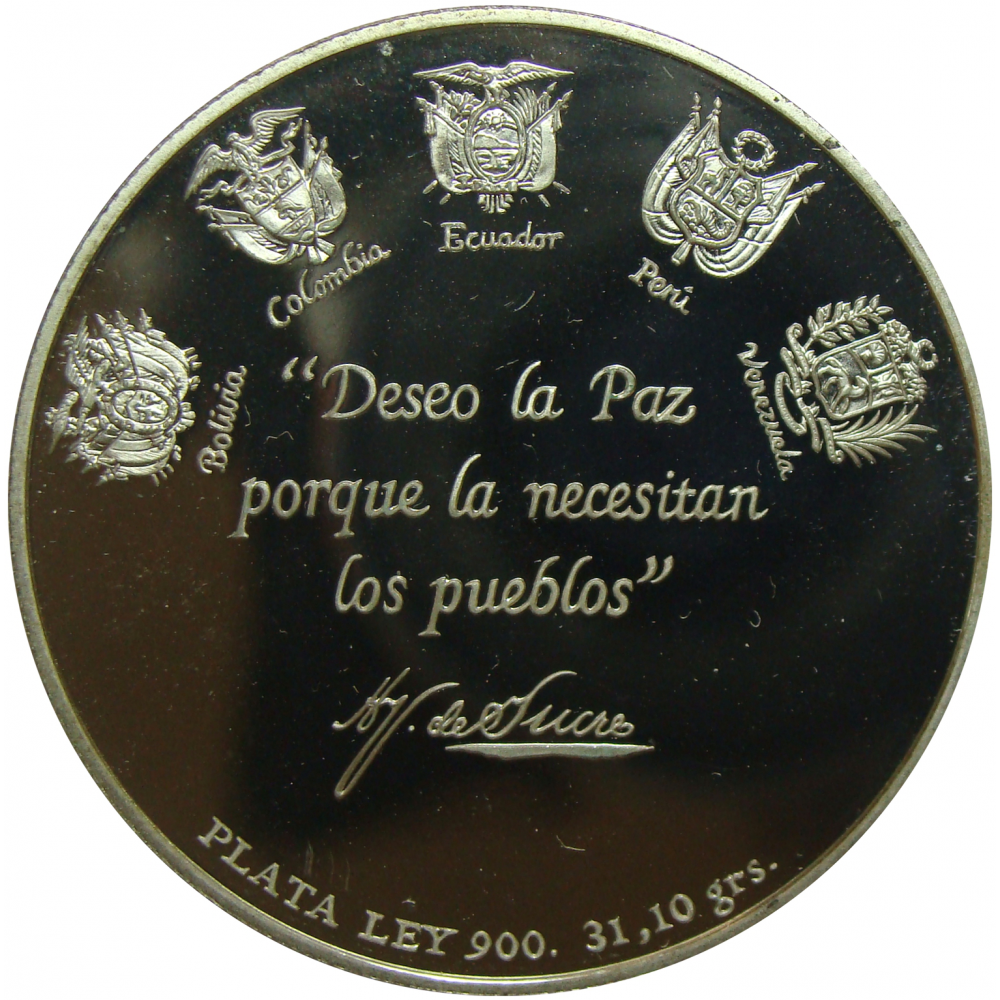 Bolivia
Colombia
Ecuador
Perú
Venezuela
“Deseo la Paz
porque la necesitan
los pueblos”
AJ. de Sucre
PLATA LEY 900. 31,10 grs.